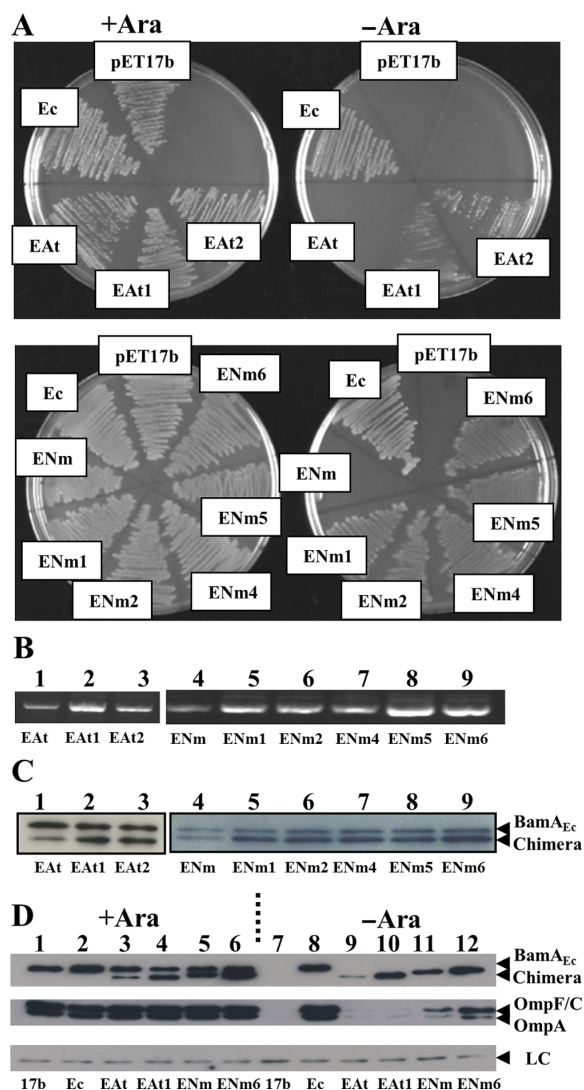 A
+Ara
–Ara
pET17b
pET17b
Ec
Ec
EAt
EAt2
EAt
EAt2
EAt1
EAt1
pET17b
pET17b
Ec
ENm6
Ec
ENm6
ENm
ENm
ENm5
ENm5
ENm1
ENm1
ENm2
ENm4
ENm2
ENm4
B
1 2 3 4 5 6 7 8 9
EAt EAt1 EAt2 ENm ENm1 ENm2 ENm4 ENm5 ENm6
C
1 2 3 4 5 6 7 8 9
BamAEc
Chimera
EAt EAt1 EAt2 ENm ENm1 ENm2 ENm4 ENm5 ENm6
D
+Ara
–Ara
1 2 3 4 5 6 7 8 9 10 11 12
BamAEc
Chimera
OmpF/C
OmpA
LC
17b Ec EAt EAt1 ENm ENm6 17b Ec EAt EAt1 ENm ENm6